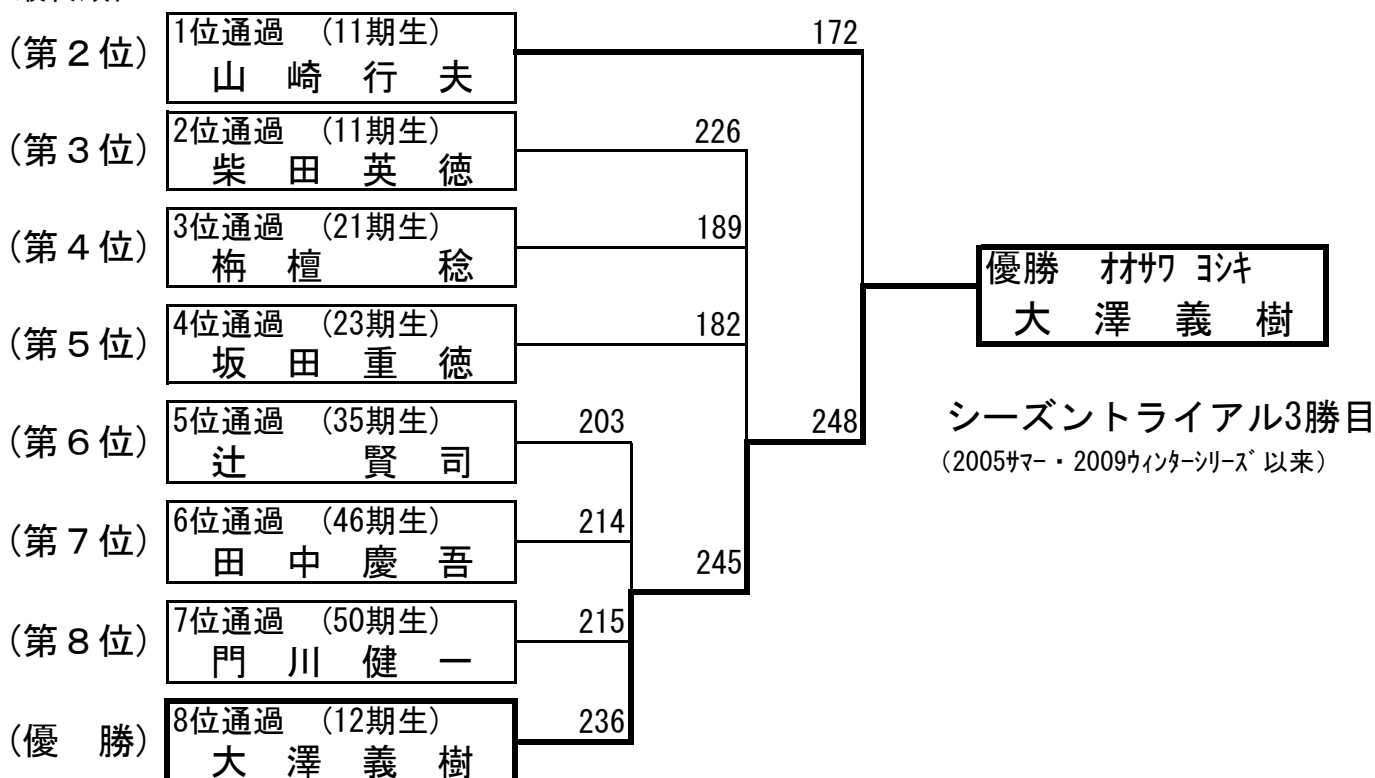 (第２位)
1位通過 (11期生)
山崎行夫
172
(第３位)
2位通過 (11期生)
柴田英徳
226
(第４位)
3位通過 (21期生)
栴檀 稔
189
(第５位)
4位通過 (23期生)
坂田重徳
182
優勝 ｵｵｻﾜ ﾖｼｷ
大澤義樹
(第６位)
5位通過 (35期生)
辻 賢司
203
248
シーズントライアル3勝目
(2005ｻﾏｰ・2009ｳｨﾝﾀｰｼﾘｰｽﾞ以来)
(第７位)
6位通過 (46期生)
田中慶吾
214
245
(第８位)
7位通過 (50期生)
門川健一
215
(優 勝)
8位通過 (12期生)
大澤義樹
236